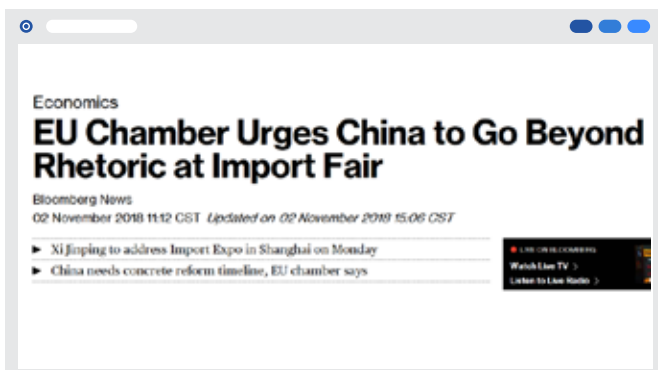 Economics
EU Chamber Urges China to Go Beyond
Rhetoric at Import Fair
Bloomberg News
02 November 2018 11:12 CST Updated on 02 November 2018 15:06 CST
► Xi Jinping to address Import Expo in Shanghai on Monday
► China needs concrete reform timeline, EU chamber says
LIVE ON BLOOMBERG
Watch Live TV >
Listen to Live Radio >